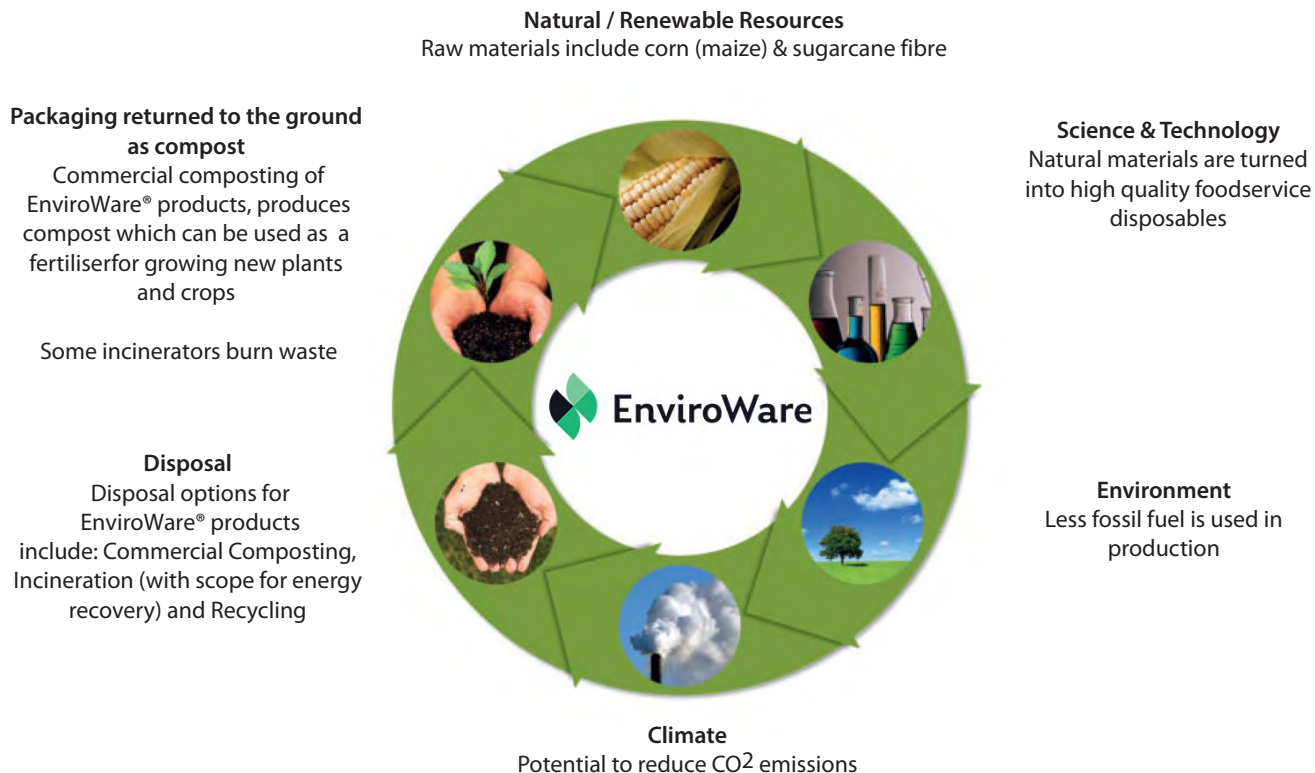 Natural / Renewable Resources
Raw materials include corn (maize) & sugarcane fibre
Science & Technology
Natural materials are turned
into high quality foodservice
disposables
Environment
Less fossil fuel is used in
production
Climate
Potential to reduce CO² emissions
Disposal
Disposal options for
EnviroWare® products
include: Commercial Composting,
Incineration (with scope for energy
recovery) and Recycling
Packaging returned to the ground
as compost
Commercial composting of
EnviroWare® products, produces
compost which can be used as a
fertiliserfor growing new plants
and crops
Some incinerators burn waste
EnviroWare